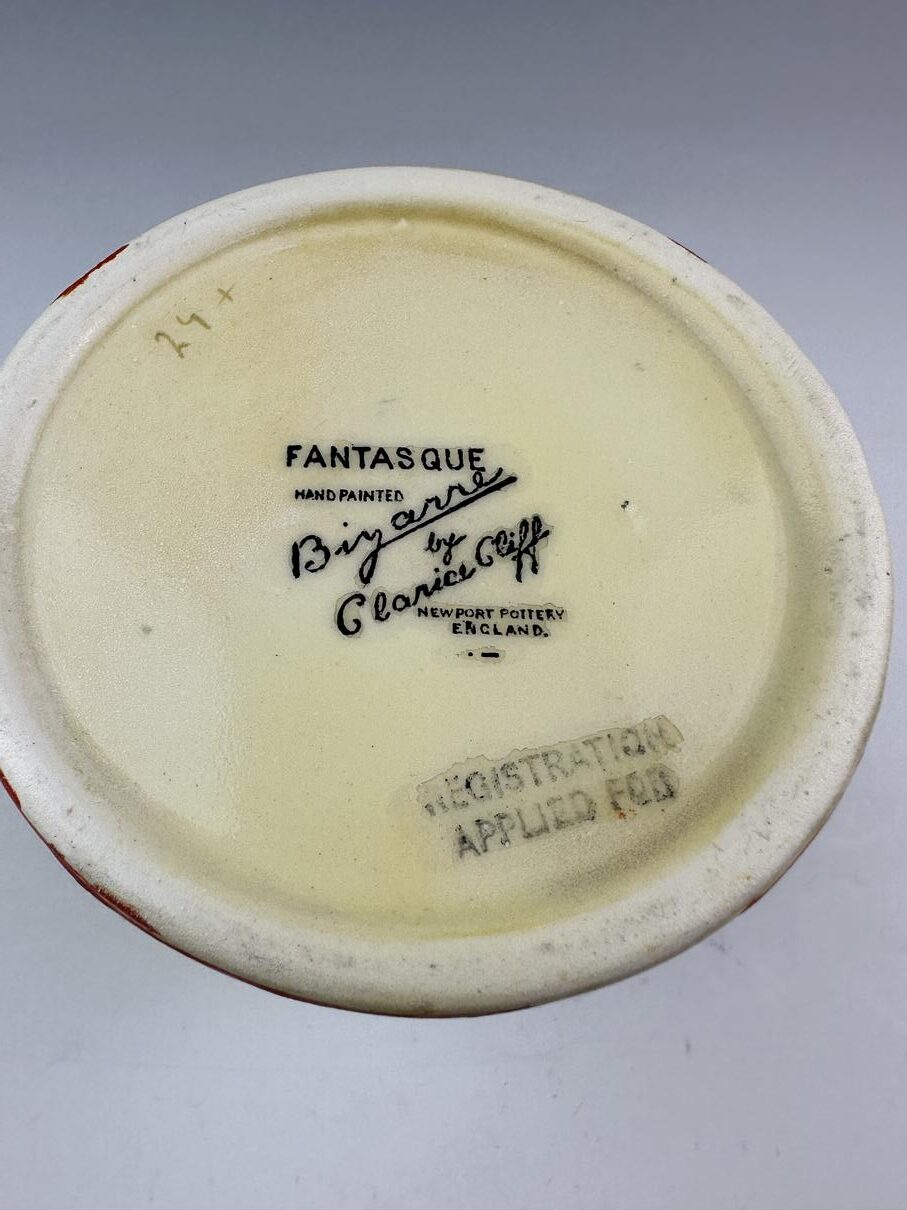 24+
FANTASQUE
HAND PAINTED
Bizarre
by
Clarice Cliff
NEWPORT POTTERY
ENGLAND.
REGISTRATION
APPLIED FOR